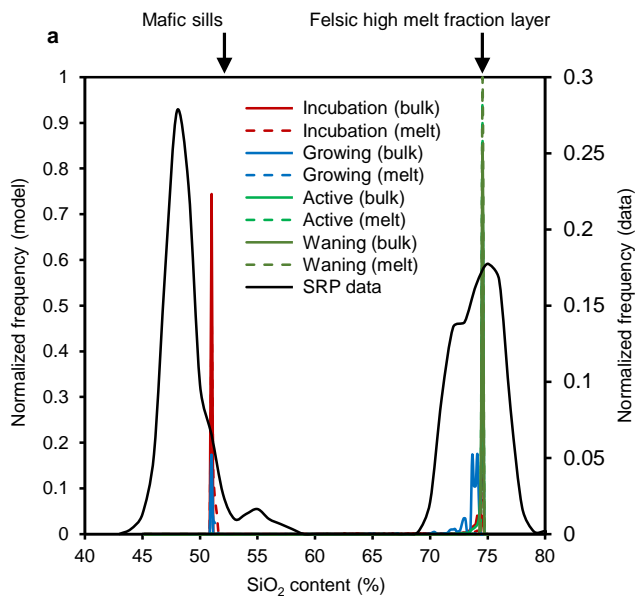 Mafic sills
Felsic high melt fraction layer
a
1
0.9
0.8
0.7
0.6
0.5
0.4
0.3
0.2
0.1
0
Normalized frequency (model)
Incubation (bulk)
Incubation (melt)
Growing (bulk)
Growing (melt)
Active (bulk)
Active (melt)
Waning (bulk)
Waning (melt)
SRP data
0.3
0.25
0.2
0.15
0.1
0.05
0
Normalized frequency (data)
40 45 50 55 60 65 70 75 80
SiO₂ content (%)